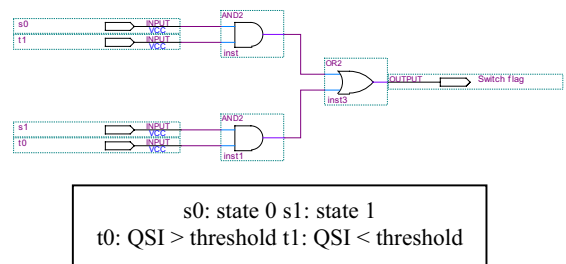 AND2
s0 INPUT
VCC
t1 INPUT
VCC
inst
OR2
OUTPUT Switch flag
inst3
AND2
s1 INPUT
VCC
t0 INPUT
VCC
inst1
s0: state 0 s1: state 1
t0: QSI > threshold t1: QSI < threshold